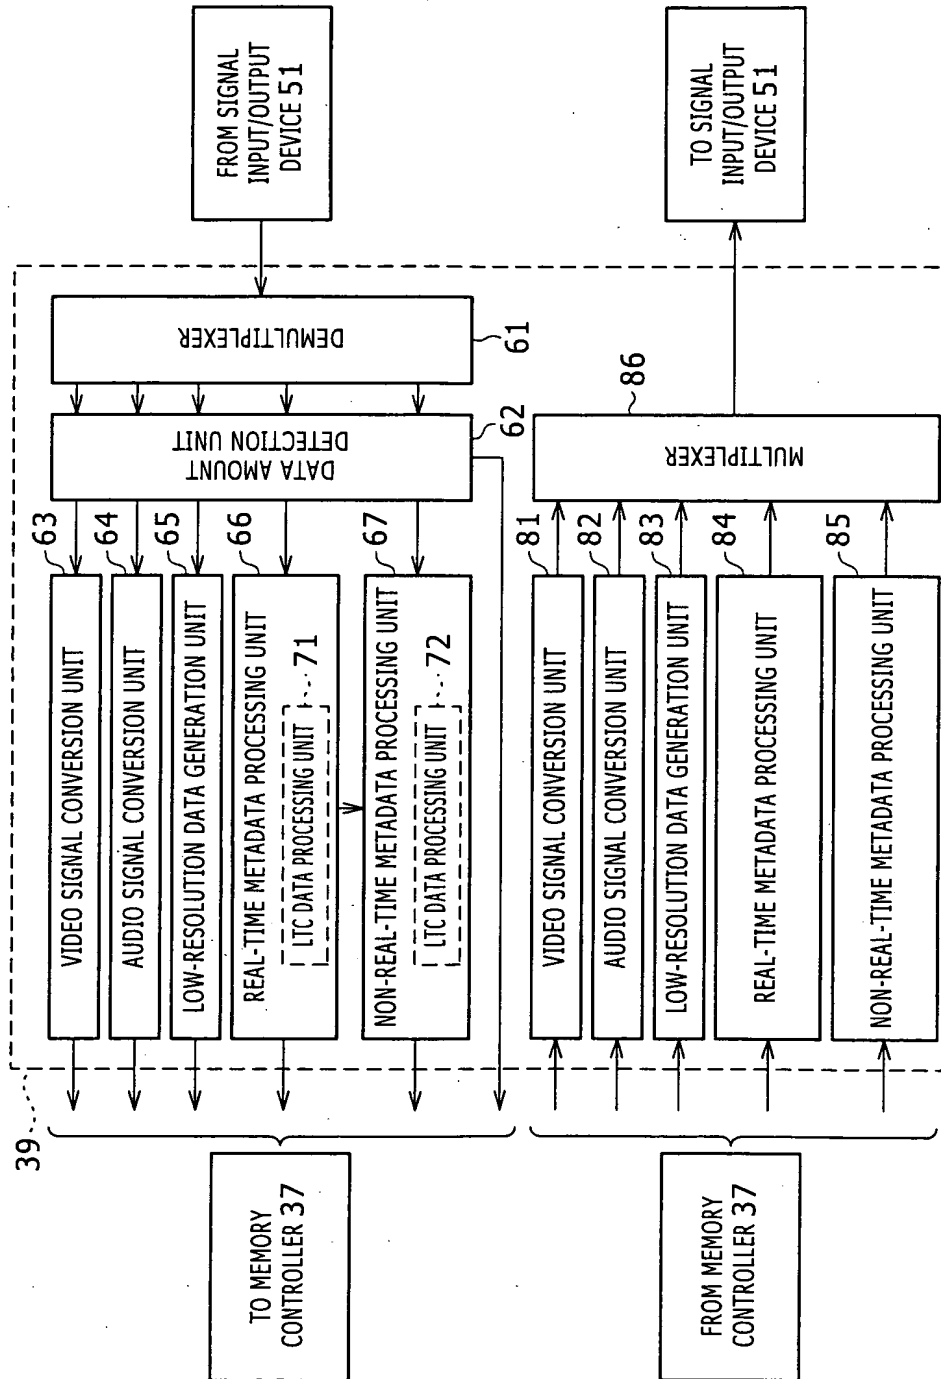 39
TO MEMORY
CONTROLLER 37
FROM MEMORY
CONTROLLER 37
63
VIDEO SIGNAL CONVERSION UNIT
64
AUDIO SIGNAL CONVERSION UNIT
65
LOW-RESOLUTION DATA GENERATION UNIT
66
REAL-TIME METADATA PROCESSING UNIT
LTC DATA PROCESSING UNIT
71
67
NON-REAL-TIME METADATA PROCESSING UNIT
LTC DATA PROCESSING UNIT
72
DATA AMOUNT
DETECTION UNIT
62
DEMULTIPLEXER
61
FROM SIGNAL
INPUT/OUTPUT
DEVICE 51
81
VIDEO SIGNAL CONVERSION UNIT
82
AUDIO SIGNAL CONVERSION UNIT
83
LOW-RESOLUTION DATA GENERATION UNIT
84
REAL-TIME METADATA PROCESSING UNIT
85
NON-REAL-TIME METADATA PROCESSING UNIT
86
MULTIPLEXER
TO SIGNAL
INPUT/OUTPUT
DEVICE 51